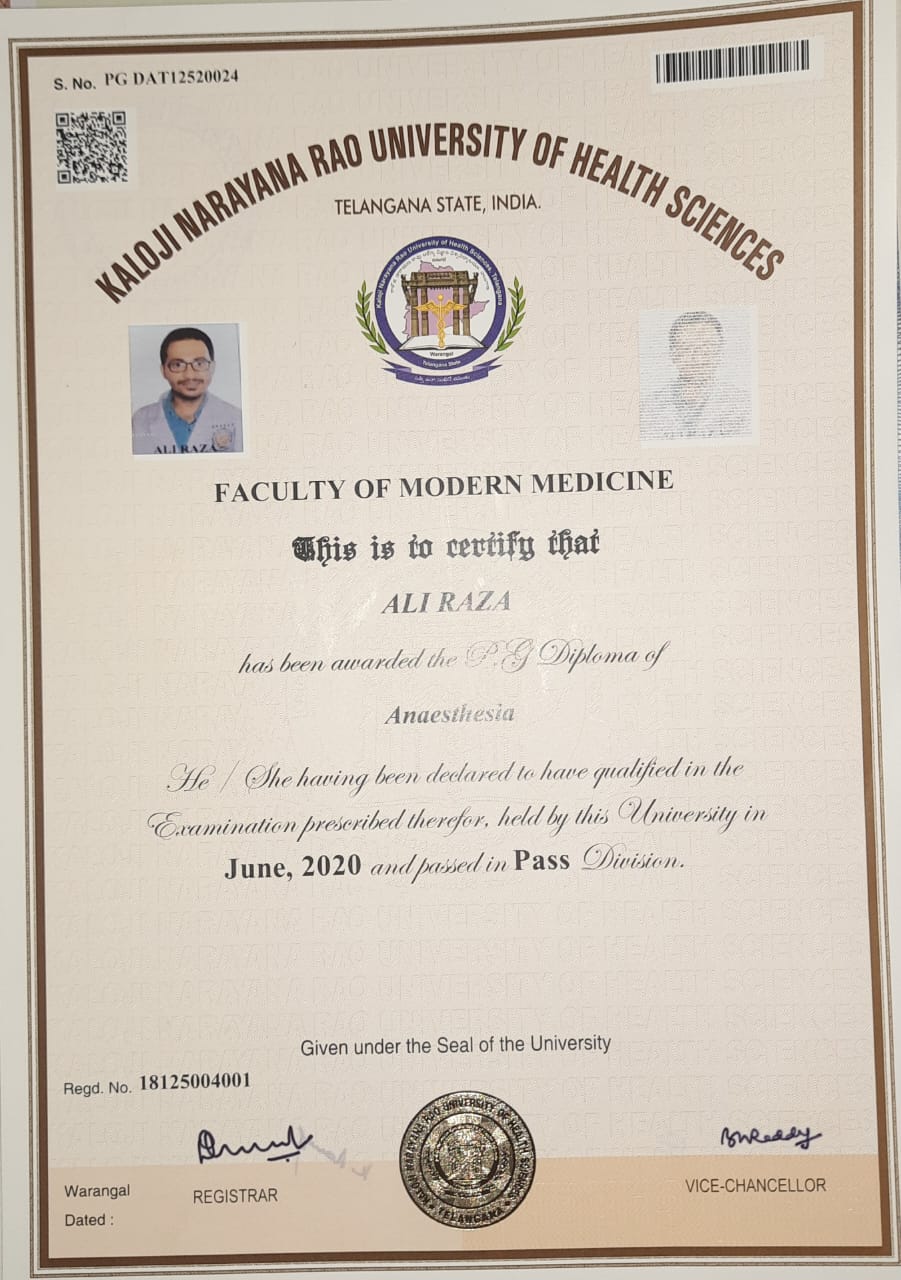 S. No. PG DAT12520024
KALOJI NARAYANA RAO UNIVERSITY OF HEALTH SCIENCES
TELANGANA STATE, INDIA.
Kaloji Narayana Rao University of Health Sciences, Telangana
Warangal
Telangana State
ALI RAZA
FACULTY OF MODERN MEDICINE
This is to certify that
ALI RAZA
has been awarded the P.G Diploma of
Anaesthesia
He / She having been declared to have qualified in the
Examination prescribed therefor, held by this University in
June, 2020 and passed in Pass Division.
Given under the Seal of the University
Regd. No. 18125004001
KALOJI NARAYANA RAO UNIVERSITY OF HEALTH SCIENCES
TELANGANA
Warangal
REGISTRAR
VICE-CHANCELLOR
Dated :